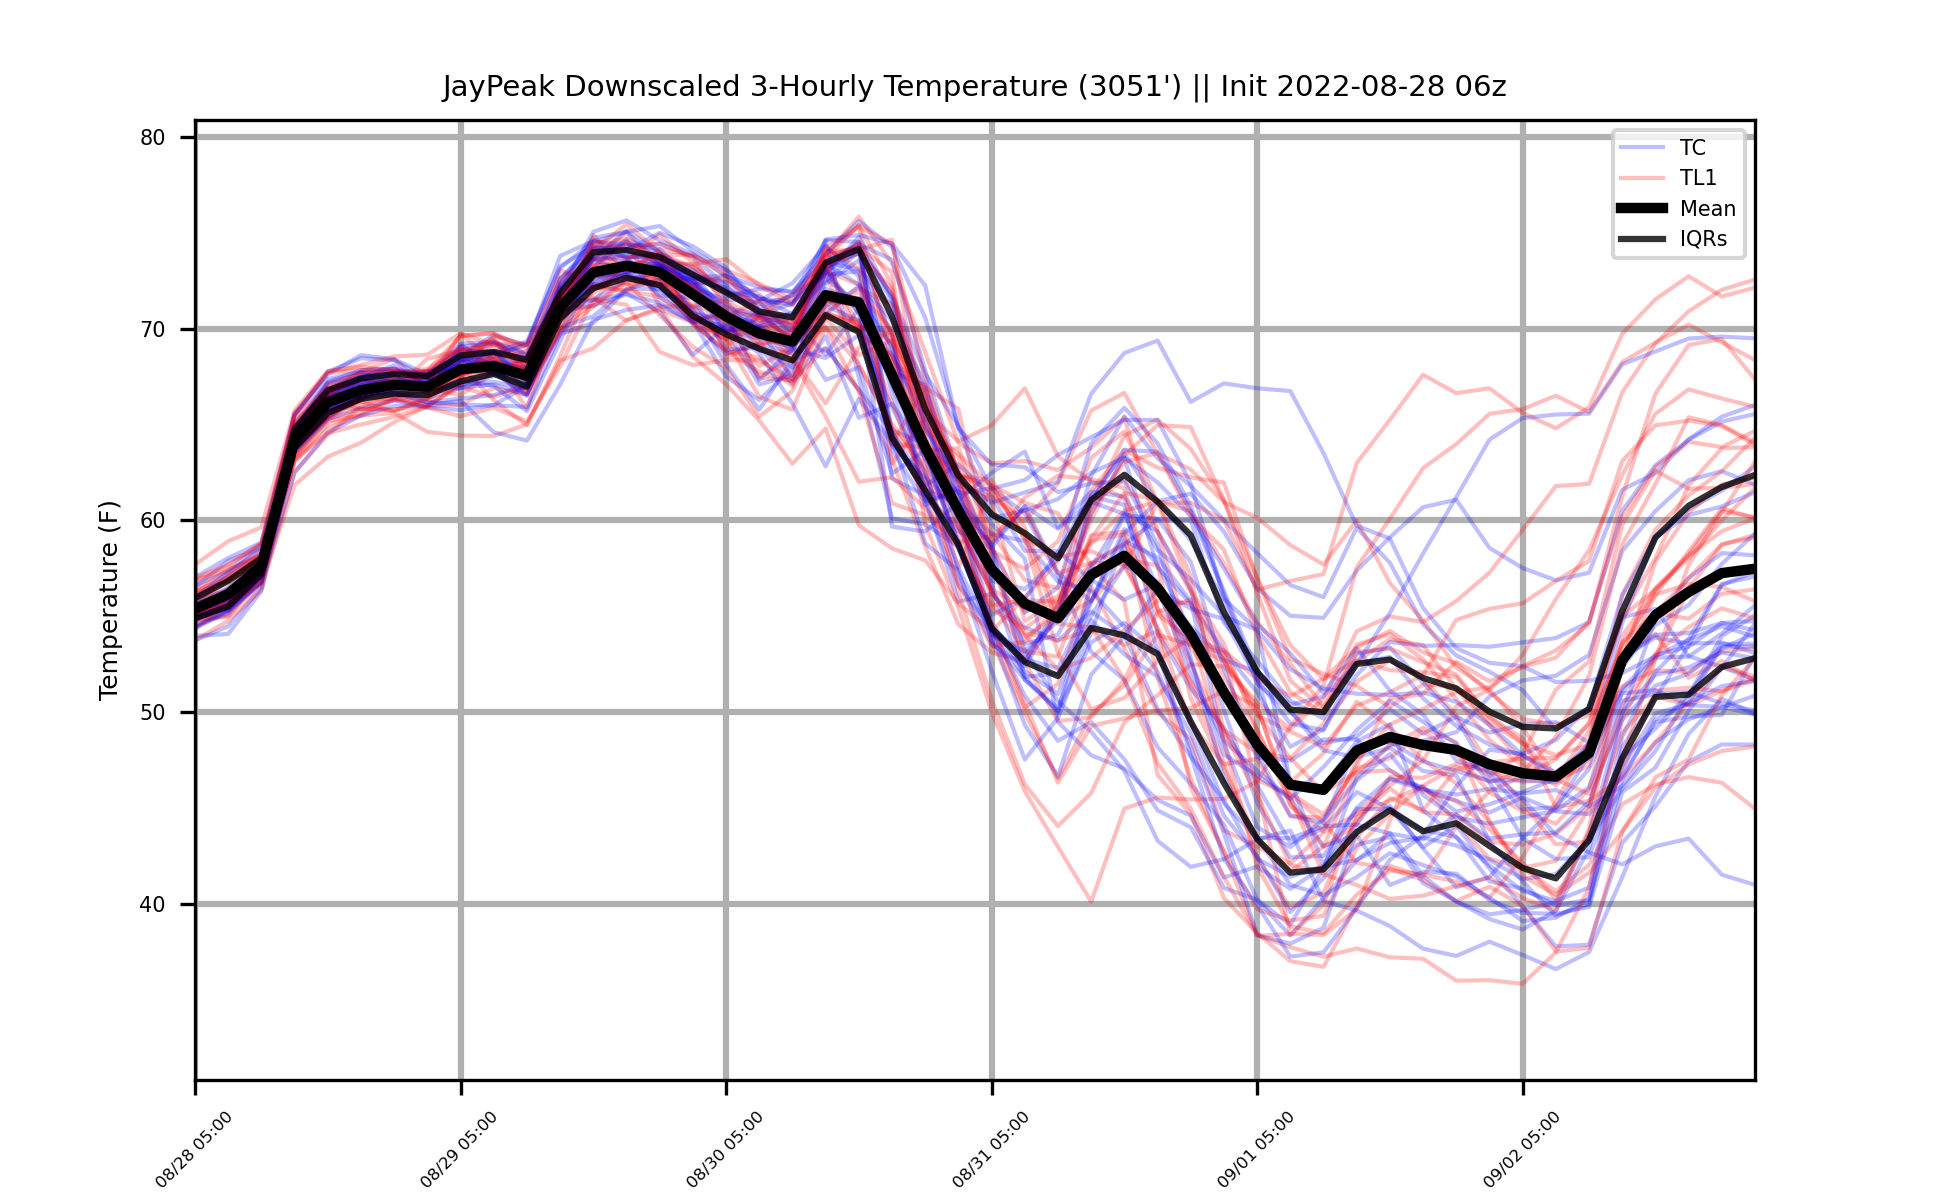 JayPeak Downscaled 3-Hourly Temperature (3051') || Init 2022-08-28 06z
TC
TL1
Mean
IQRs
Temperature (F)
80
70
60
50
40
08/28 05:00
08/29 05:00
08/30 05:00
08/31 05:00
09/01 05:00
09/02 05:00